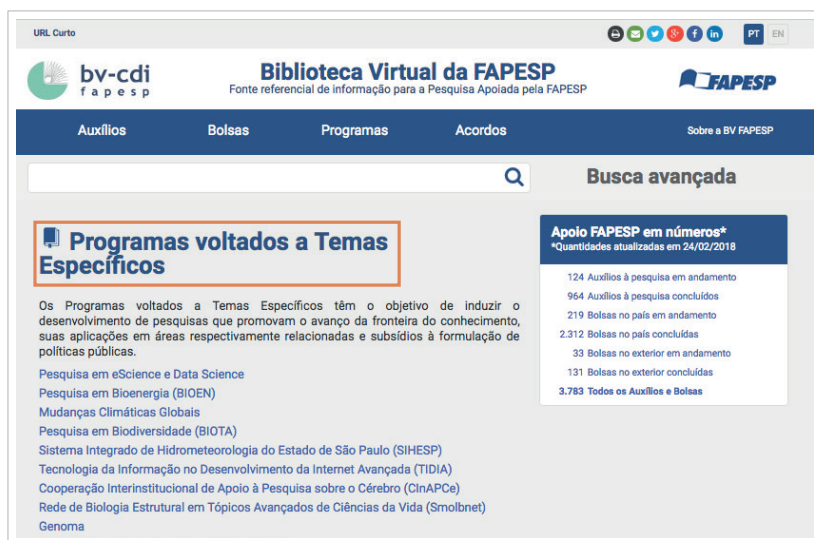 URL Curto
PT EN
bv-cdi
fapesp
Biblioteca Virtual da FAPESP
Fonte referencial de informação para a Pesquisa Apoiada pela FAPESP
FAPESP
Auxílios Bolsas Programas Acordos Sobre a BV FAPESP
Busca avançada
Programas voltados a Temas
Específicos
Os Programas voltados a Temas Específicos têm o objetivo de induzir o
desenvolvimento de pesquisas que promovam o avanço da fronteira do conhecimento,
suas aplicações em áreas respectivamente relacionadas e subsídios à formulação de
políticas públicas.
Pesquisa em eScience e Data Science
Pesquisa em Bioenergia (BIOEN)
Mudanças Climáticas Globais
Pesquisa em Biodiversidade (BIOTA)
Sistema Integrado de Hidrometeorologia do Estado de São Paulo (SIHESP)
Tecnologia da Informação no Desenvolvimento da Internet Avançada (TIDIA)
Cooperação Interinstitucional de Apoio à Pesquisa sobre o Cérebro (CInAPCe)
Rede de Biologia Estrutural em Tópicos Avançados de Ciências da Vida (Smolbnet)
Genoma
Apoio FAPESP em números*
*Quantidades atualizadas em 24/02/2018
124 Auxílios à pesquisa em andamento
964 Auxílios à pesquisa concluídos
219 Bolsas no país em andamento
2.312 Bolsas no país concluídas
33 Bolsas no exterior em andamento
131 Bolsas no exterior concluídas
3.783 Todos os Auxílios e Bolsas